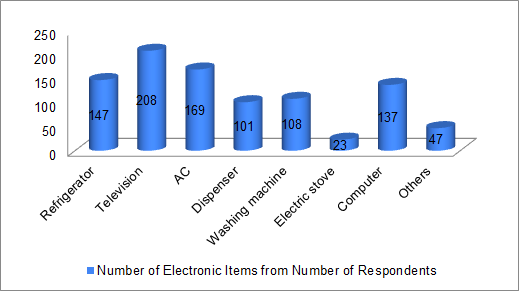 250
200
150
100
50
0
147
208
169
101
108
23
137
47
Refrigerator
Television
AC
Dispenser
Washing machine
Electric stove
Computer
Others
Number of Electronic Items from Number of Respondents